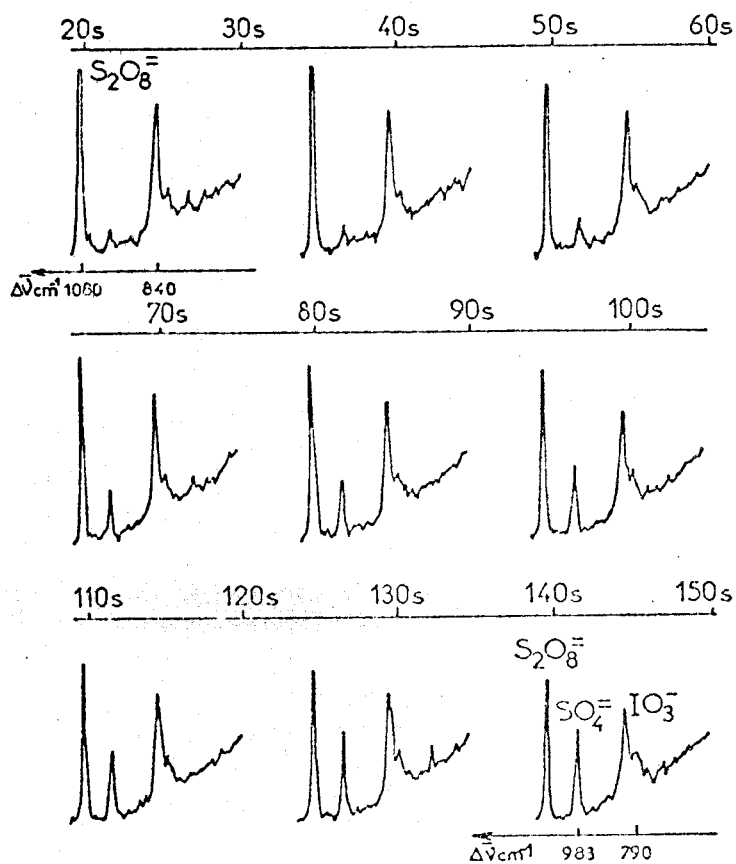 20s 30s 40s 50s 60s
S₂O₈⁼
Δν̄cm⁻¹ 1080 840
70s 80s 90s 100s
110s 120s 130s 140s 150s
S₂O₈⁼
SO₄⁼ IO₃⁻
Δν̄cm⁻¹ 983 790